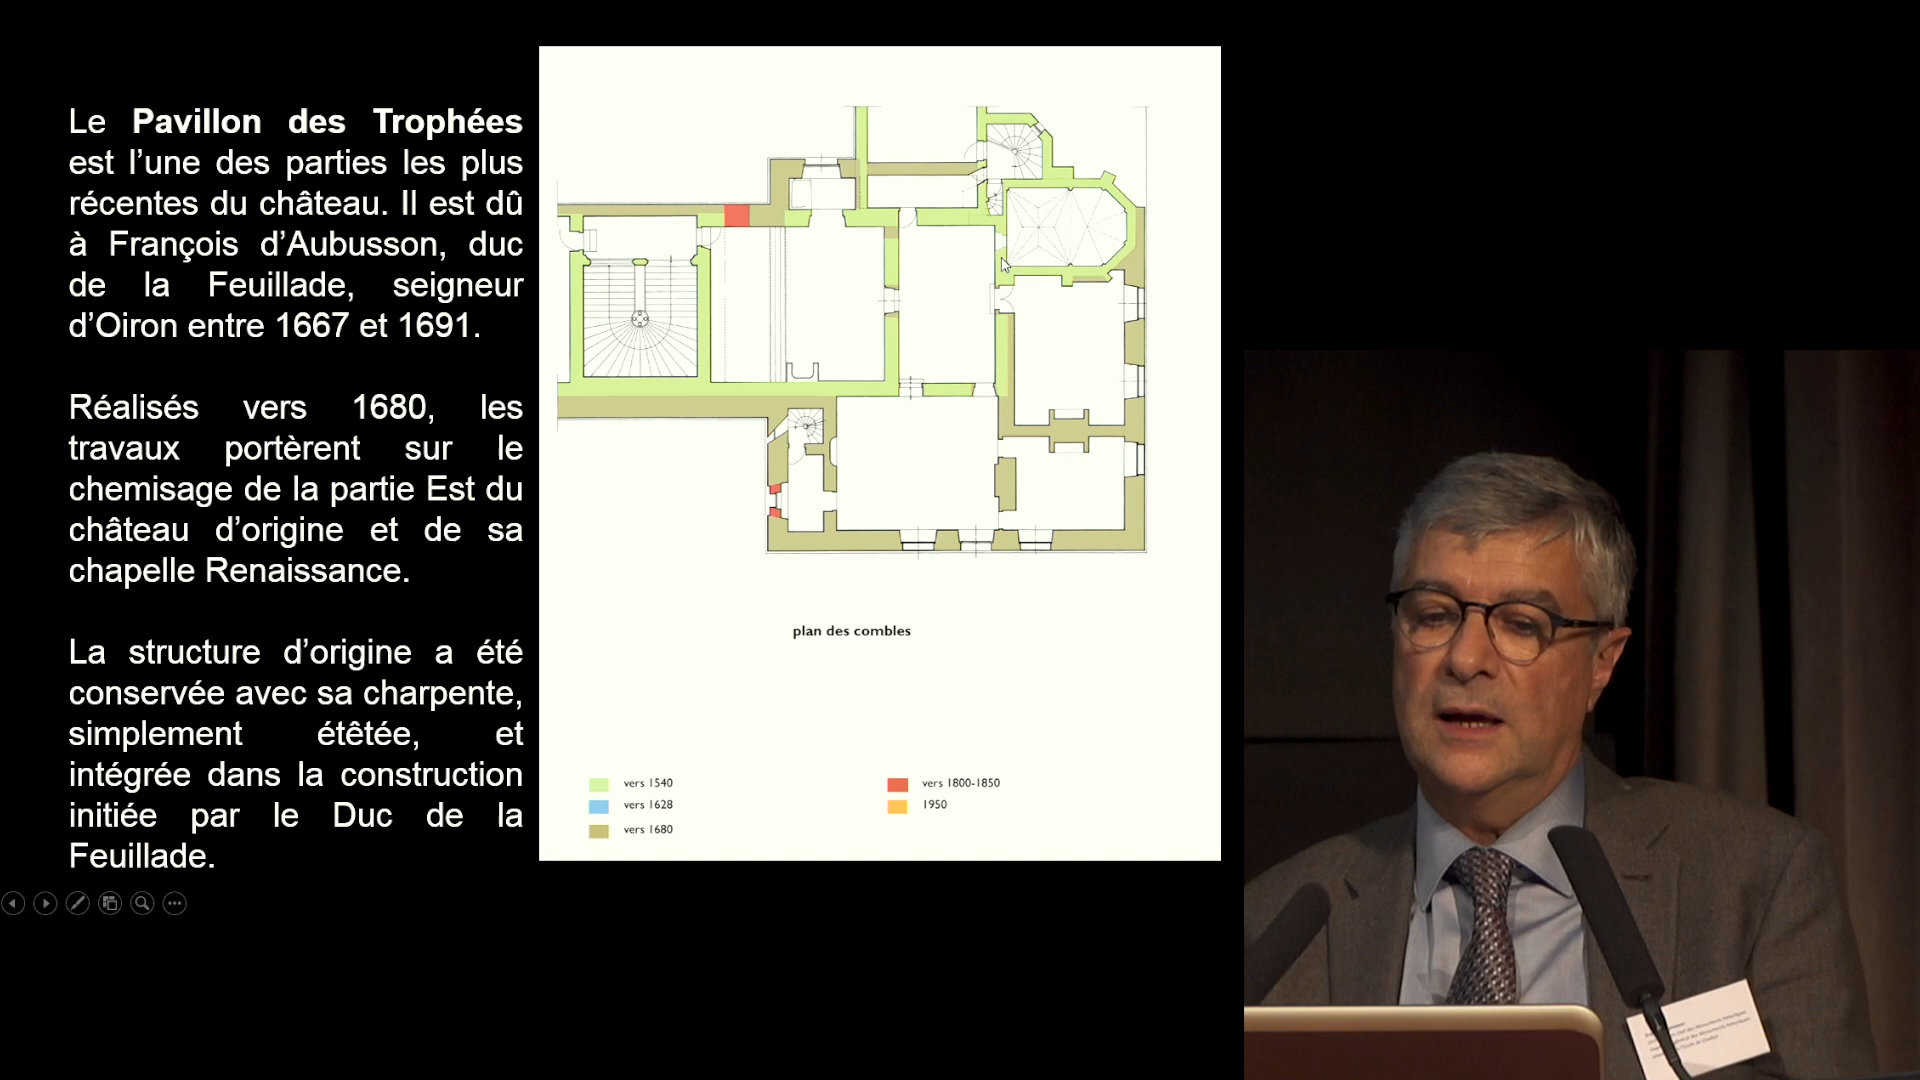 Le Pavillon des Trophées
est l’une des parties les plus
récentes du château. Il est dû
à François d’Aubusson, duc
de la Feuillade, seigneur
d’Oiron entre 1667 et 1691.
Réalisés vers 1680, les
travaux portèrent sur le
chemisage de la partie Est du
château d’origine et de sa
chapelle Renaissance.
La structure d’origine a été
conservée avec sa charpente,
simplement étêtée, et
intégrée dans la construction
initiée par le Duc de la
Feuillade.
plan des combles
vers 1540
vers 1628
vers 1680
vers 1800-1850
1950